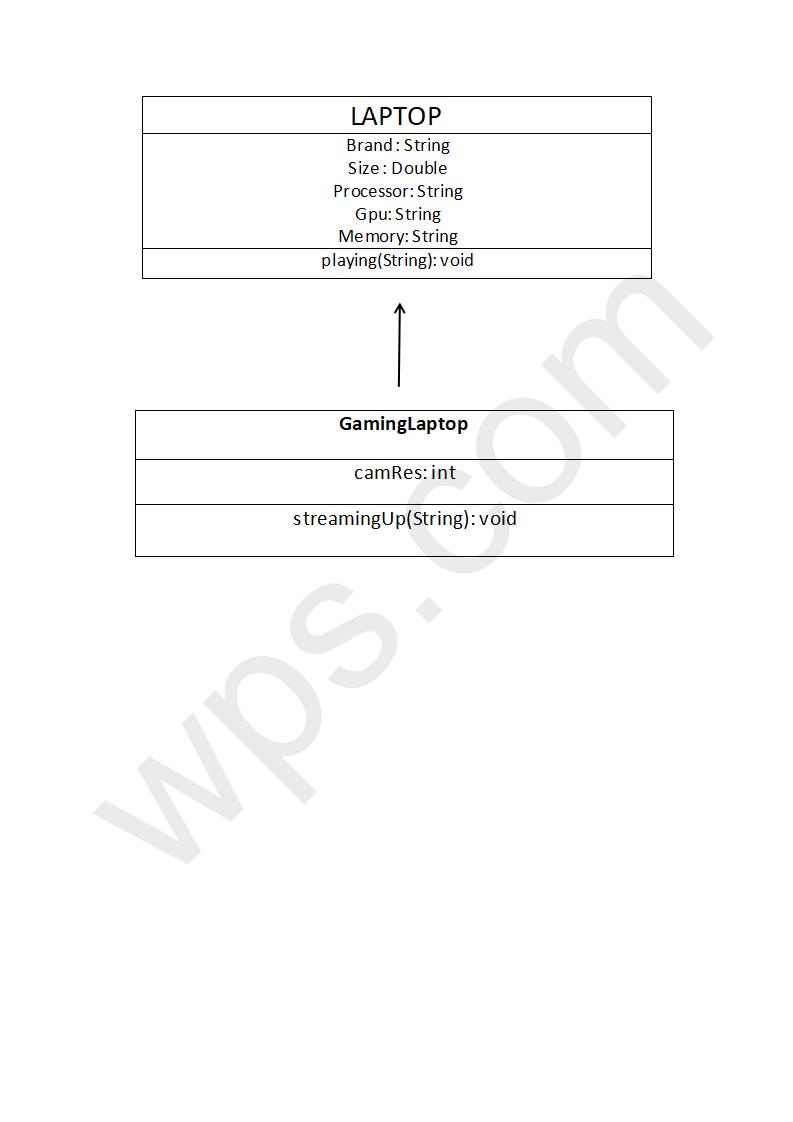 LAPTOP
Brand : String
Size : Double
Processor: String
Gpu: String
Memory: String
playing(String): void
GamingLaptop
camRes: int
streamingUp(String): void
wps.com